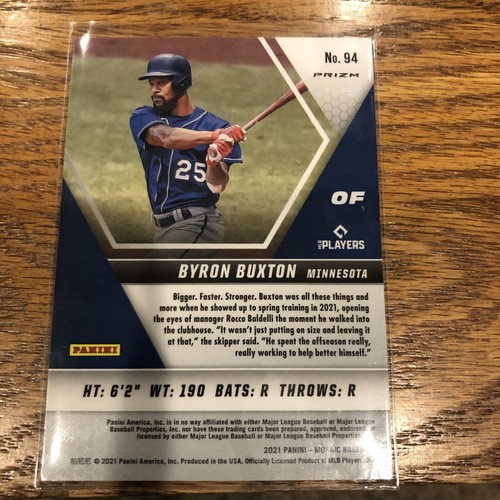 No. 94
PRIZM
25
OF
MLB PLAYERS
BYRON BUXTON MINNESOTA
Bigger. Faster. Stronger. Buxton was all these things and
more when he showed up to spring training in 2021, opening
the eyes of manager Rocco Baldelli the moment he walked into
the clubhouse. "It wasn't just putting on size and leaving it
at that," the skipper said. "He spent the offseason really,
really working to help better himself."
PANINI
HT: 6'2" WT: 190 BATS: R THROWS: R
Panini America, Inc. is in no way affiliated with either Major League Baseball or Major League
Baseball Properties, Inc. nor have these trading cards been prepared, approved, endorsed or
licensed by either Major League Baseball or Major League Baseball Properties, Inc.
2021 PANINI – MOSAIC BASEBALL
帕尼尼 © 2021 Panini America, Inc. Produced in the USA. Officially Licensed Product of MLB Players, Inc.